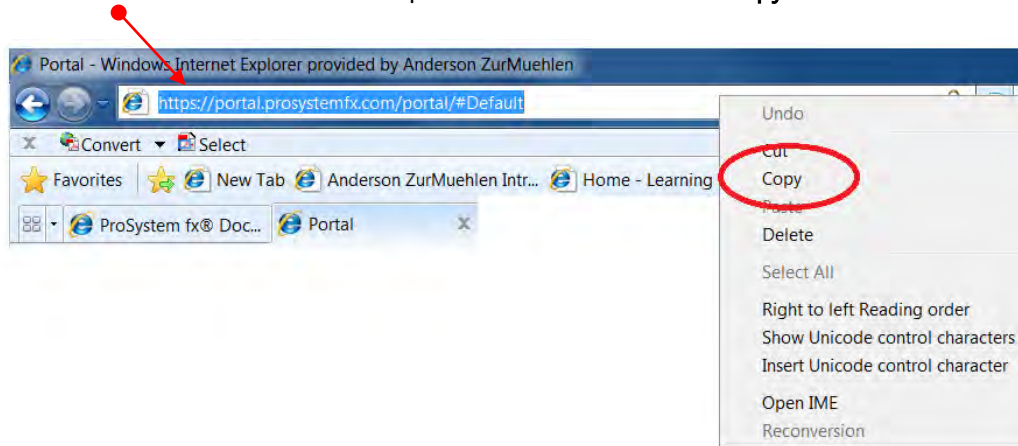 Portal - Windows Internet Explorer provided by Anderson ZurMuehlen
https://portal.prosystemfx.com/portal/#Default
x Convert Select
Favorites New Tab Anderson ZurMuehlen Intr... Home - Learning
ProSystem fx® Doc... Portal x
Undo
Cut
Copy
Paste
Delete
Select All
Right to left Reading order
Show Unicode control characters
Insert Unicode control character
Open IME
Reconversion